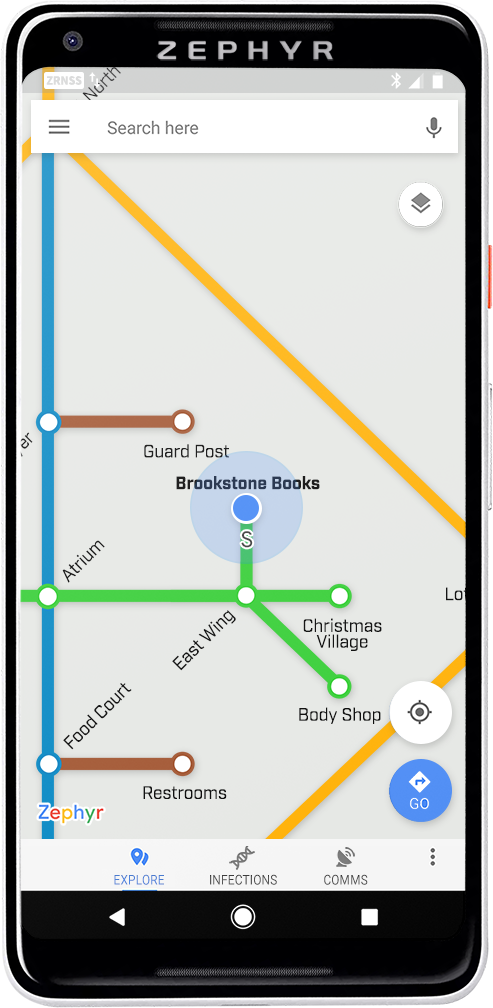 ZEPHYR
ZRNSS
North
Search here
Guard Post
Brookstone Books
S
Atrium
East Wing
Christmas
Village
Body Shop
Food Court
Restrooms
Zephyr
GO
EXPLORE
INFECTIONS
COMMS